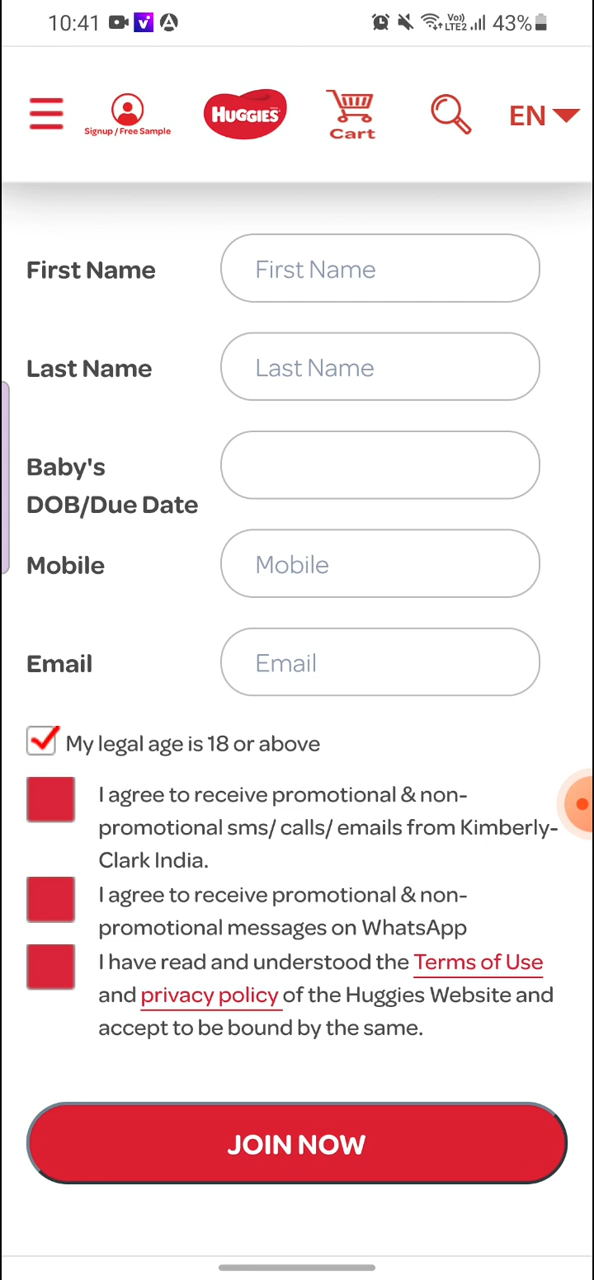 10:41
Vo)) LTE2 43%
Signup / Free Sample
HUGGIES
Cart
EN
First Name First Name
Last Name Last Name
Baby's
DOB/Due Date
Mobile Mobile
Email Email
My legal age is 18 or above
I agree to receive promotional & non-
promotional sms/ calls/ emails from Kimberly-
Clark India.
I agree to receive promotional & non-
promotional messages on WhatsApp
I have read and understood the Terms of Use
and privacy policy of the Huggies Website and
accept to be bound by the same.
JOIN NOW